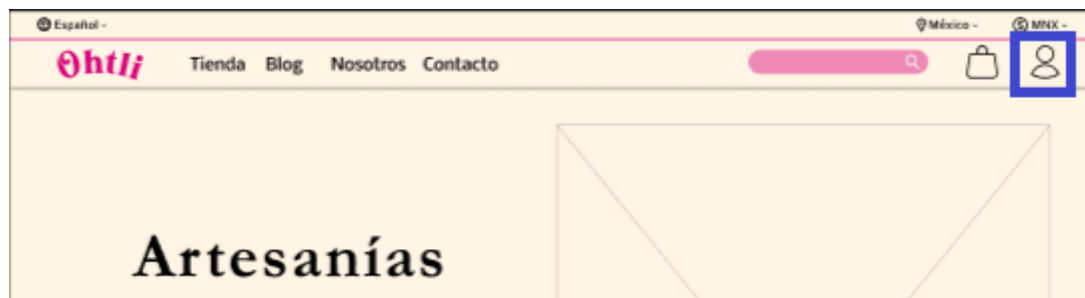 Español
México
MNX
Ohtli
Tienda Blog Nosotros Contacto
Artesanías